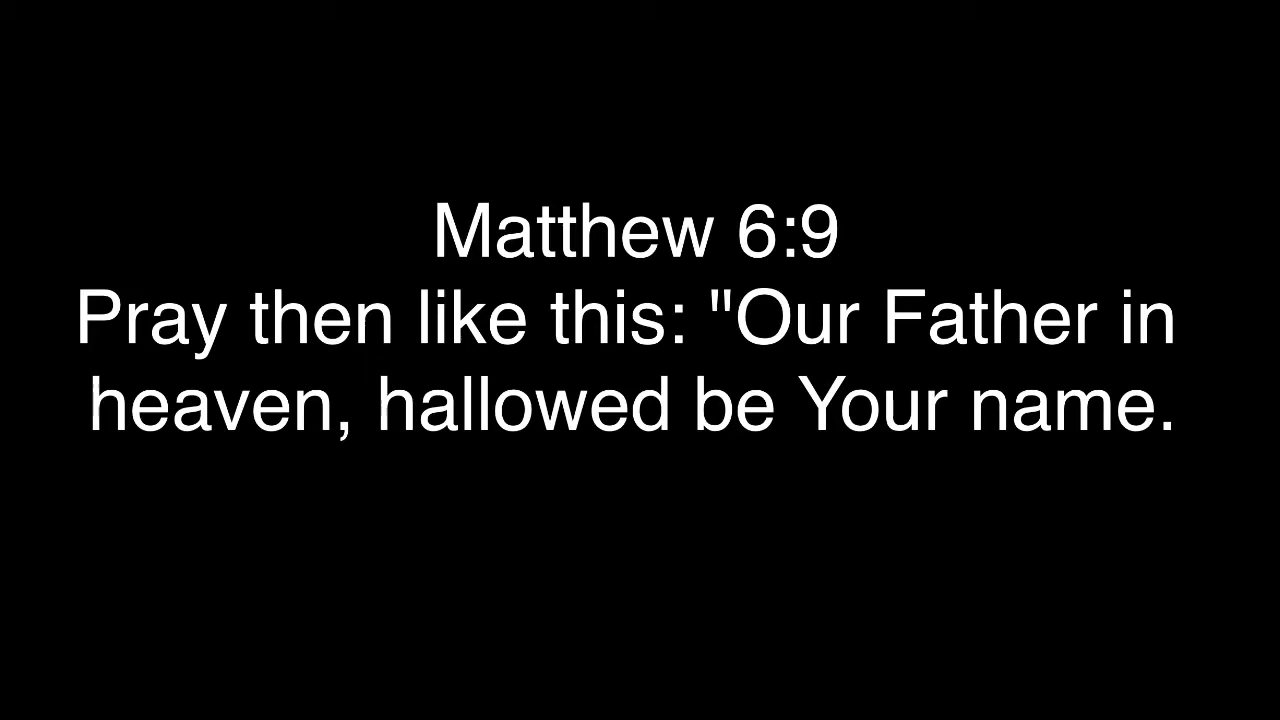 Matthew 6:9
Pray then like this: "Our Father in
heaven, hallowed be Your name.